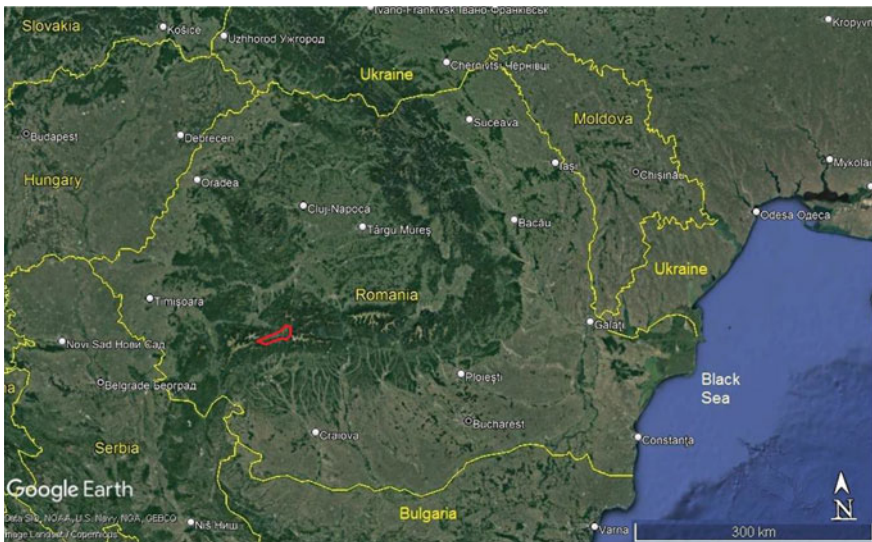 Ivano-Frankivsk Івано-Франківськ
Slovakia
Košice
Kropyvn
Uzhhorod Ужгород
Ukraine
Chernivtsi Чернівці
Suceava
Moldova
Budapest
Debrecen
Iași
Chișinău
Mykolai
Hungary
Oradea
Cluj-Napoca
Târgu Mureș
Bacău
Odesa Одеса
Ukraine
Romania
Timișoara
Galați
Novi Sad Нови Сад
Ploiești
Belgrade Београд
Black
Sea
Bucharest
Craiova
Constanța
Serbia
Google Earth
Bulgaria
N
Data SIO, NOAA, U.S. Navy, NGA, GEBCO
Image Landsat / Copernicus
Niš Ниш
Varna
300 km